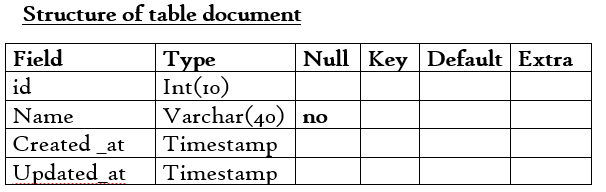 Structure of table document
Field Type Null Key Default Extra
id Int(10)
Name Varchar(40) no
Created _at Timestamp
Updated_at Timestamp